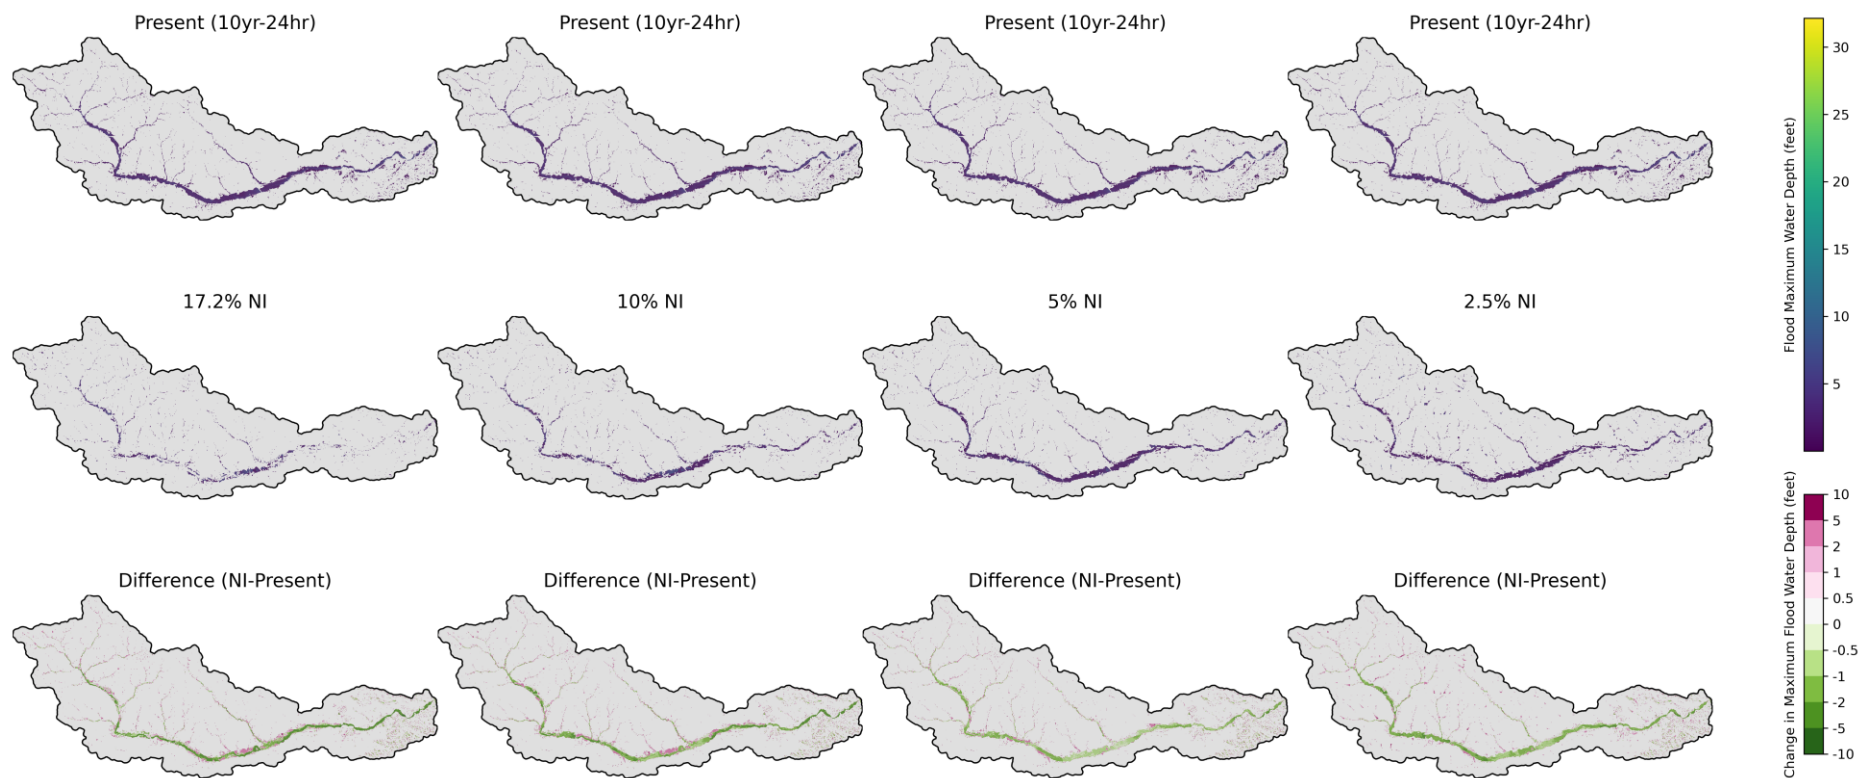 Present (10yr-24hr)
Present (10yr-24hr)
Present (10yr-24hr)
Present (10yr-24hr)
17.2% NI
10% NI
5% NI
2.5% NI
Difference (NI-Present)
Difference (NI-Present)
Difference (NI-Present)
Difference (NI-Present)
Flood Maximum Water Depth (feet)
30
25
20
15
10
5
Change in Maximum Flood Water Depth (feet)
10
5
2
1
0.5
0
-0.5
-1
-2
-5
-10